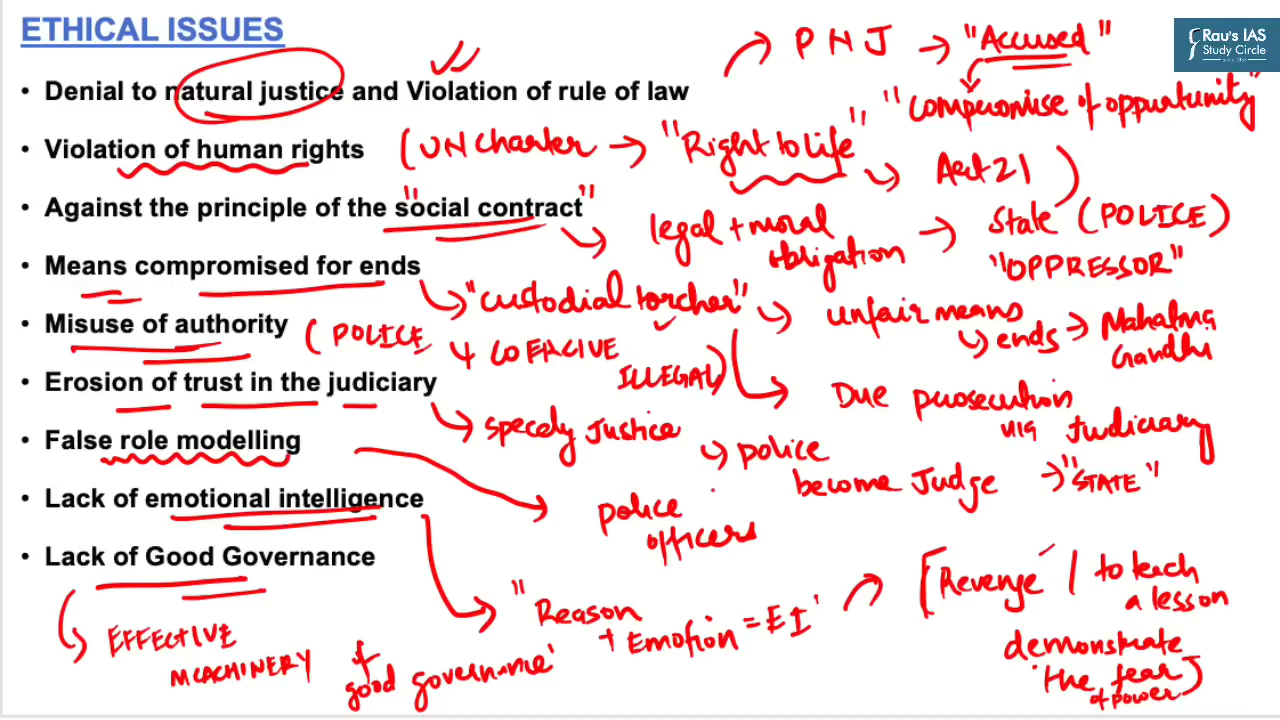 ETHICAL ISSUES
Rau's IAS
Study Circle
• Denial to natural justice and Violation of rule of law
PNJ → "Accused"
"Compromise of oppurtunity"
• Violation of human rights
(UN Charter → "Right to life"
Aect 21)
• Against the principle of the "social contract"
legal + moral
obligation → State (POLICE)
"OPPRESSOR"
• Means compromised for ends
"custodial torcher"
unfair means
ends → Mahatma
Gandhi
• Misuse of authority
(POLICE
↳ COERCIVE
ILLEGAL)
Due prosecution
via Judiciary
• Erosion of trust in the judiciary
specely Justice
police
become Judge → "STATE"
• False role modelling
police
officers
• Lack of emotional intelligence
"Reason
+ Emotion = EI'
[Revenge / to teach
a lesson
demonstrate
'the fear
of power]
• Lack of Good Governance
EFFECTIVE
MCACHINERY of
good governance'